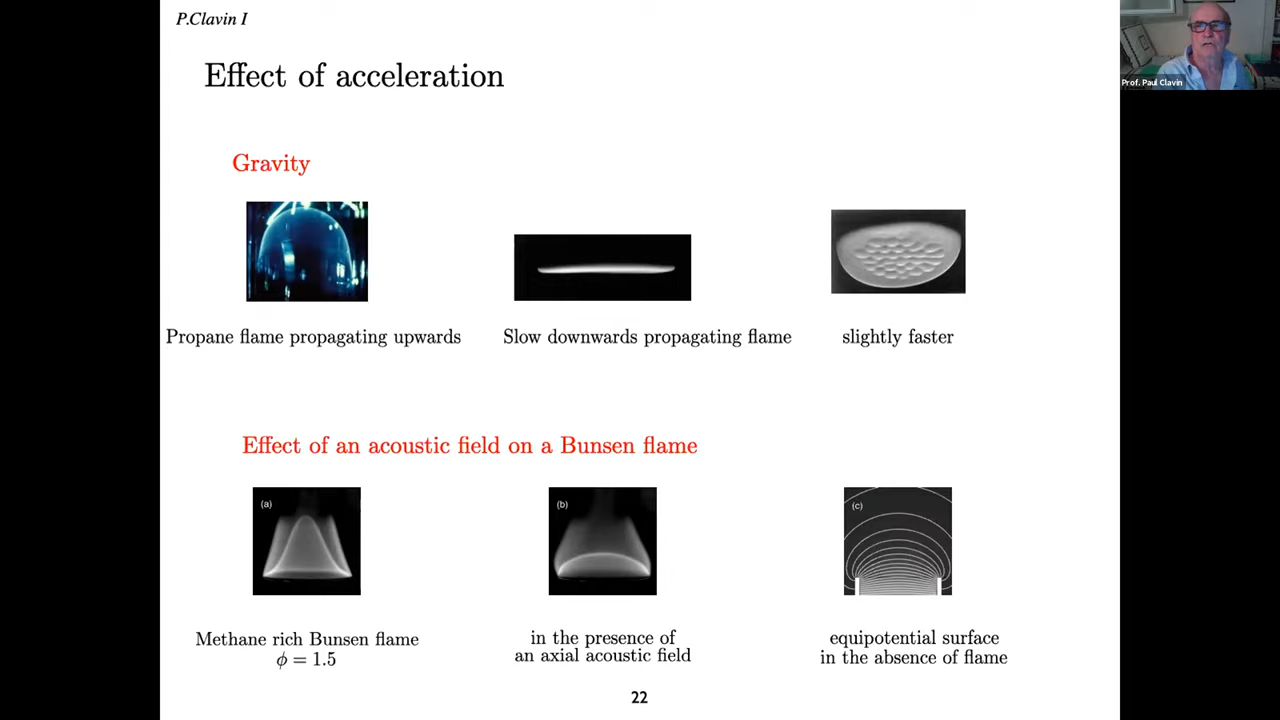 P.Clavin I
Effect of acceleration
Prof. Paul Clavin
Gravity
Propane flame propagating upwards
Slow downwards propagating flame
slightly faster
Effect of an acoustic field on a Bunsen flame
(a)
(b)
(c)
Methane rich Bunsen flame
ϕ = 1.5
in the presence of
an axial acoustic field
equipotential surface
in the absence of flame
22